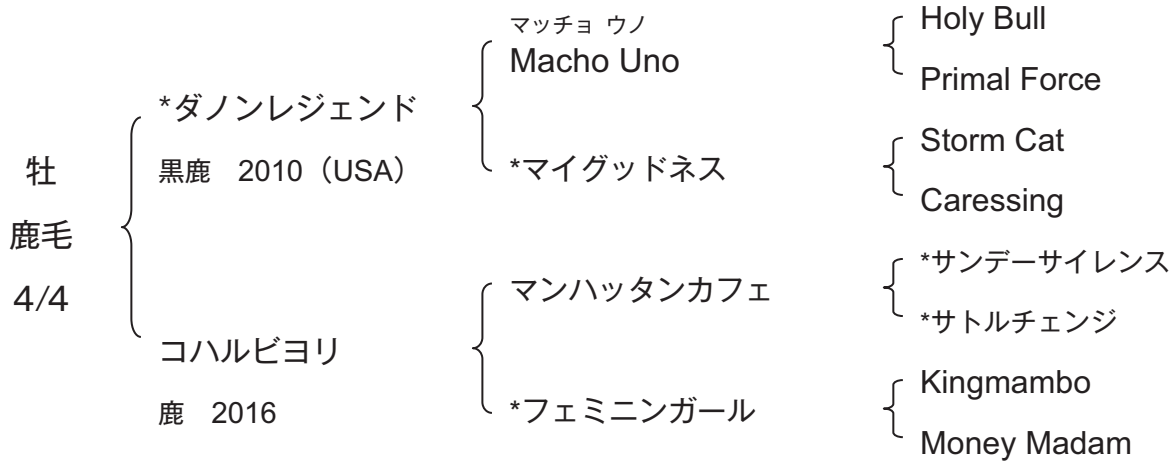 牡
鹿毛
4/4
*ダノンレジェンド
黒鹿 2010（USA）
コハルビヨリ
鹿 2016
マッチョ ウノ
Macho Uno
*マイグッドネス
マンハッタンカフェ
*フェミニンガール
Holy Bull
Primal Force
Storm Cat
Caressing
*サンデーサイレンス
*サトルチェンジ
Kingmambo
Money Madam